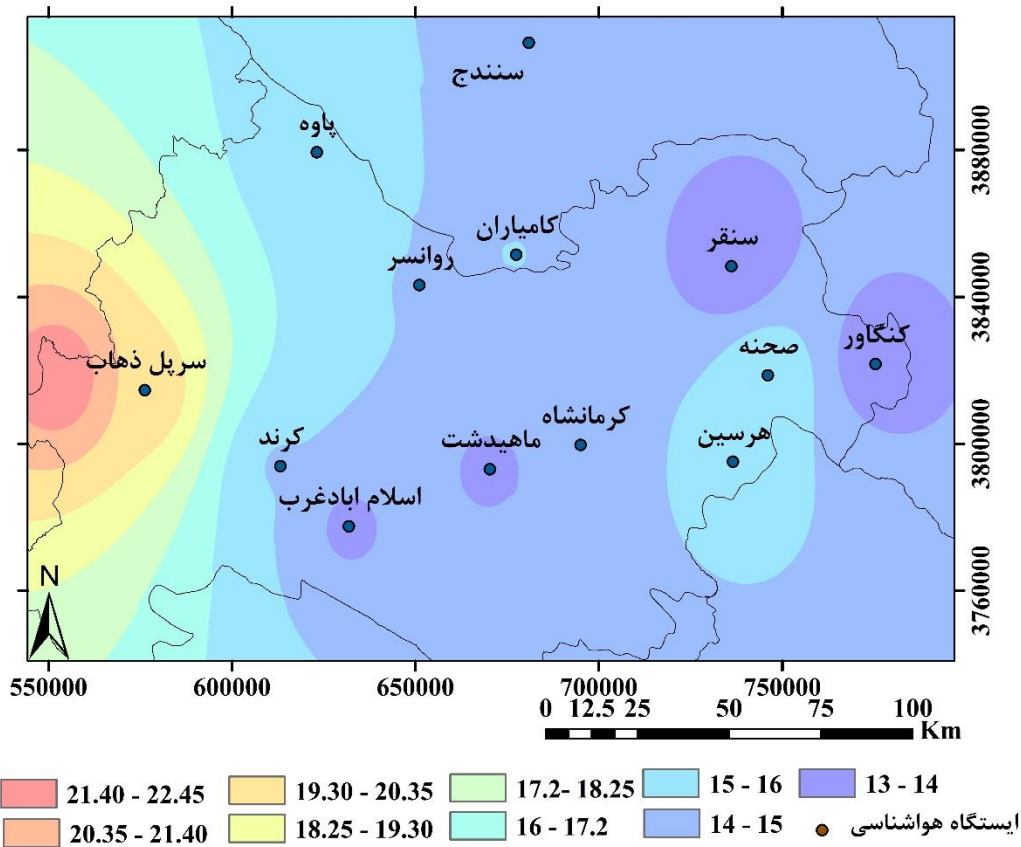 سنندج
پاوه
3880000
کامیاران
سنقر
روانسر
3840000
کنگاور
صحنه
سرپل ذهاب
کرمانشاه
هرسین
ماهیدشت
کرند
3800000
اسلام ابادغرب
N
3760000
550000 600000 650000 700000 750000
0 12.5 25 50 75 100
Km
21.40 - 22.45 19.30 - 20.35 17.2- 18.25 15 - 16 13 - 14
20.35 - 21.40 18.25 - 19.30 16 - 17.2 14 - 15 ایستگاه هواشناسی